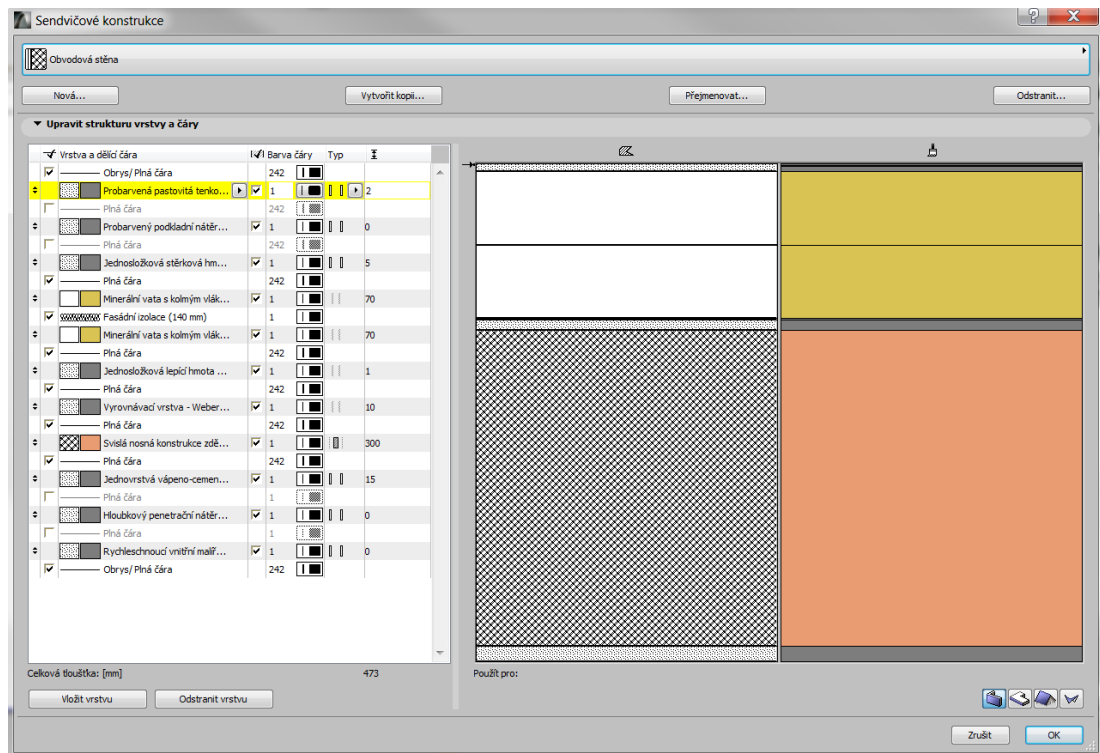 Sendvičové konstrukce
Obvodová stěna
Nová...
Vytvořit kopii...
Přejmenovat...
Odstranit...
Upravit strukturu vrstvy a čáry
Vrstva a dělící čára Barva čáry Typ
Obrys/ Plná čára 242
Probarvená pastovitá tenko... 1 2
Plná čára 242
Probarvený podkladní nátěr... 1 0
Plná čára 242
Jednosložková stěrková hm... 1 5
Plná čára 242
Minerální vata s kolmým vlák... 1 70
Fasádní izolace (140 mm) 1
Minerální vata s kolmým vlák... 1 70
Plná čára 242
Jednosložková lepící hmota ... 1 1
Plná čára 242
Vyrovnávací vrstva - Weber... 1 10
Plná čára 242
Svislá nosná konstrukce zdě... 1 300
Plná čára 242
Jednovrstvá vápeno-cemen... 1 15
Plná čára 1
Hloubkový penetrační nátěr... 1 0
Plná čára 1
Rychleschnoucí vnitřní malíř... 1 0
Obrys/ Plná čára 242
Celková tloušťka: [mm] 473
Použít pro:
Vložit vrstvu
Odstranit vrstvu
Zrušit
OK